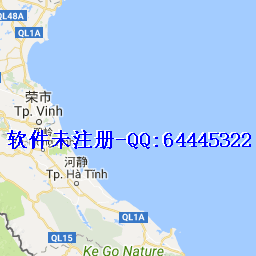 QL48A
QL1A
荣市
Tp. Vinh
软件未注册-QQ:64445322
河静
Tp. Hà Tĩnh
QL1A
QL15
Ke Go Nature